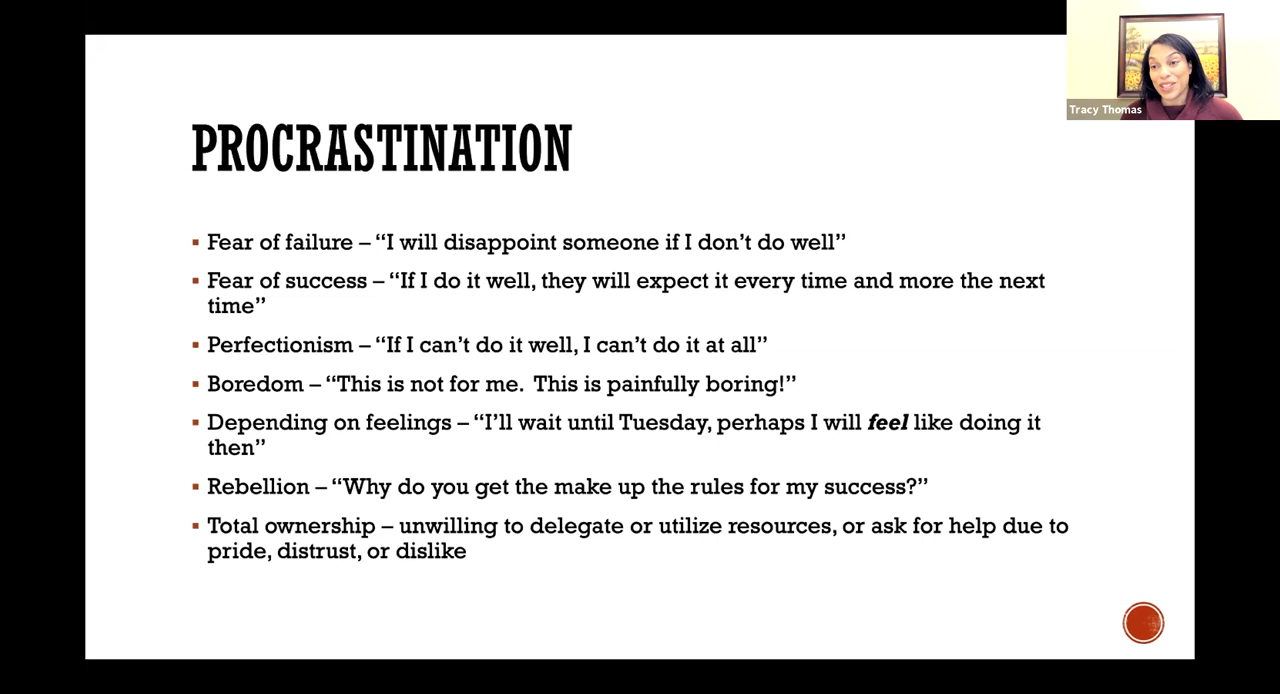 Tracy Thomas
PROCRASTINATION
▪ Fear of failure – “I will disappoint someone if I don’t do well”
▪ Fear of success – “If I do it well, they will expect it every time and more the next
time”
▪ Perfectionism – “If I can’t do it well, I can’t do it at all”
▪ Boredom – “This is not for me.  This is painfully boring!”
▪ Depending on feelings – “I’ll wait until Tuesday, perhaps I will feel like doing it
then”
▪ Rebellion – “Why do you get the make up the rules for my success?”
▪ Total ownership – unwilling to delegate or utilize resources, or ask for help due to
pride, distrust, or dislike